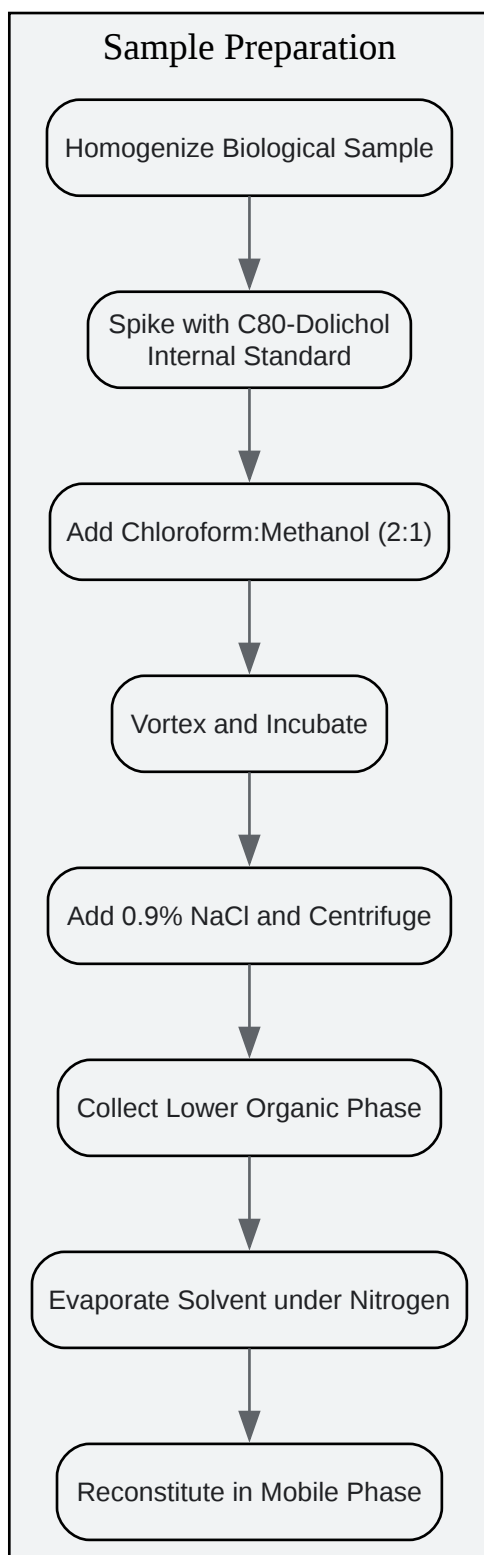 Sample Preparation
Homogenize Biological Sample
Spike with C80-Dolichol
Internal Standard
Add Chloroform:Methanol (2:1)
Vortex and Incubate
Add 0.9% NaCl and Centrifuge
Collect Lower Organic Phase
Evaporate Solvent under Nitrogen
Reconstitute in Mobile Phase